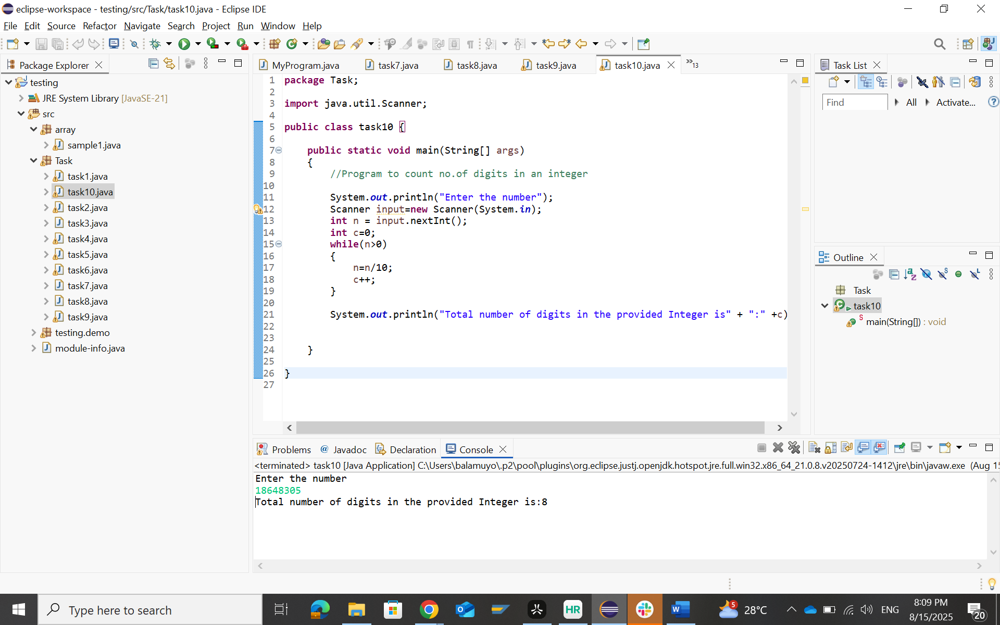 eclipse-workspace - testing/src/Task/task10.java - Eclipse IDE
File Edit Source Refactor Navigate Search Project Run Window Help
Package Explorer
testing
JRE System Library [JavaSE-21]
src
array
sample1.java
Task
task1.java
task10.java
task2.java
task3.java
task4.java
task5.java
task6.java
task7.java
task8.java
task9.java
testing.demo
module-info.java
MyProgram.java task7.java task8.java task9.java task10.java »13
1 package Task;
2
3 import java.util.Scanner;
4
5 public class task10 {
6
7 public static void main(String[] args)
8 {
9 //Program to count no.of digits in an integer
10
11 System.out.println("Enter the number");
12 Scanner input=new Scanner(System.in);
13 int n = input.nextInt();
14 int c=0;
15 while(n>0)
16 {
17 n=n/10;
18 c++;
19 }
20
21 System.out.println("Total number of digits in the provided Integer is" + ":" +c)
22
23
24 }
25
26 }
27
Task List
Find All Activate...
Outline
Task
task10
main(String[]) : void
Problems @ Javadoc Declaration Console
<terminated> task10 [Java Application] C:\Users\balamuyo\.p2\pool\plugins\org.eclipse.justj.openjdk.hotspot.jre.full.win32.x86_64_21.0.8.v20250724-1412\jre\bin\javaw.exe (Aug 15
Enter the number
18648305
Total number of digits in the provided Integer is:8
Type here to search
HR
5
28°C
ENG
8:09 PM
8/15/2025
20